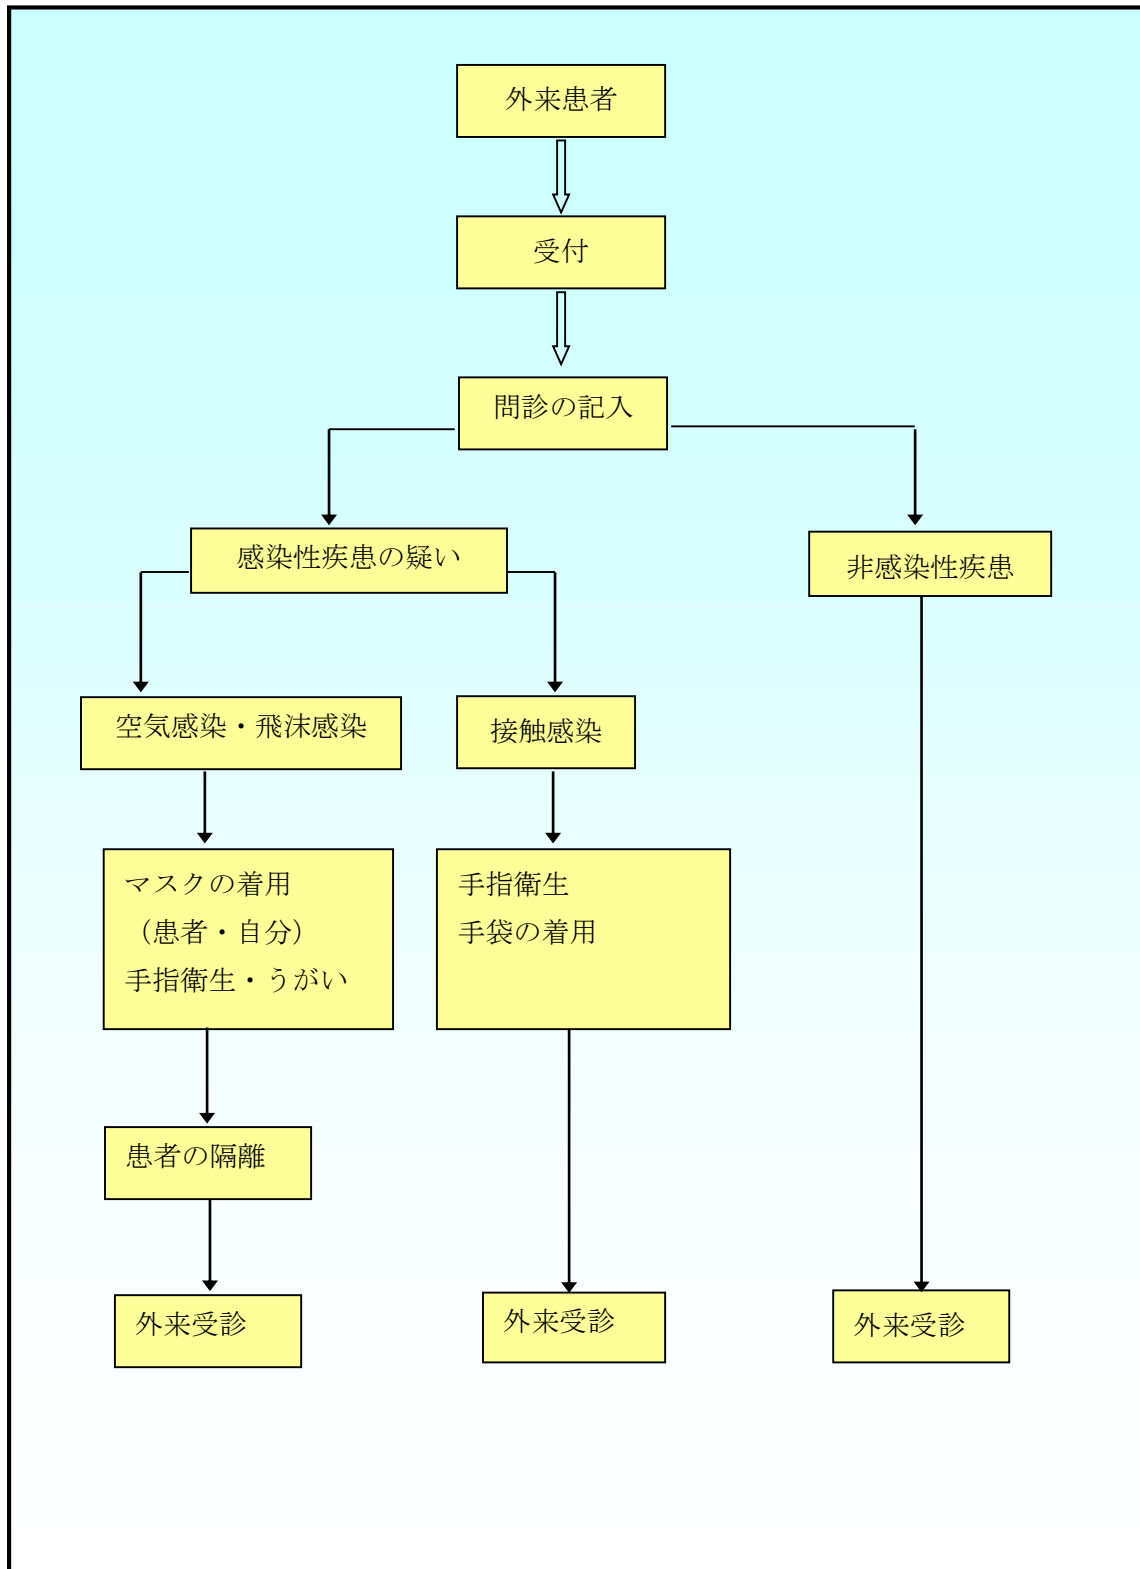 外来患者
受付
問診の記入
感染性疾患の疑い
非感染性疾患
空気感染・飛沫感染
接触感染
マスクの着用
（患者・自分）
手指衛生・うがい
手指衛生
手袋の着用
患者の隔離
外来受診
外来受診
外来受診